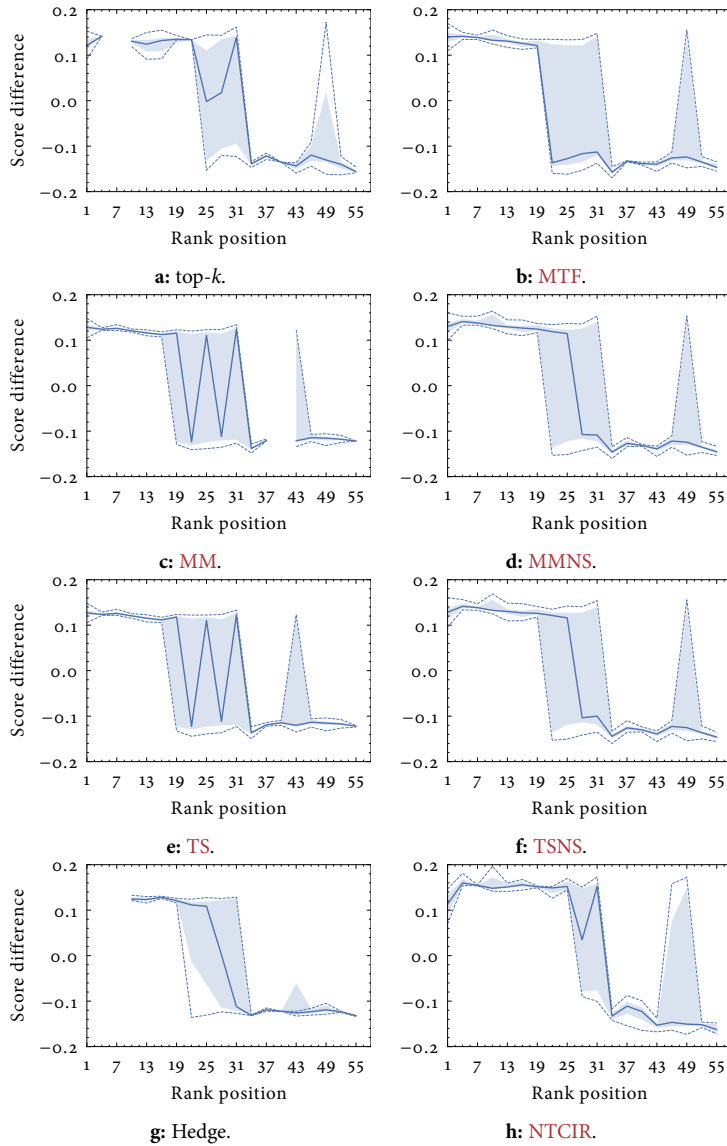 0.2
0.1
0.0
−0.1
−0.2
Score difference
1 7 13 19 25 31 37 43 49 55
Rank position
a: top-k.
0.2
0.1
0.0
−0.1
−0.2
Score difference
1 7 13 19 25 31 37 43 49 55
Rank position
b: MTF.
0.2
0.1
0.0
−0.1
−0.2
Score difference
1 7 13 19 25 31 37 43 49 55
Rank position
c: MM.
0.2
0.1
0.0
−0.1
−0.2
Score difference
1 7 13 19 25 31 37 43 49 55
Rank position
d: MMNS.
0.2
0.1
0.0
−0.1
−0.2
Score difference
1 7 13 19 25 31 37 43 49 55
Rank position
e: TS.
0.2
0.1
0.0
−0.1
−0.2
Score difference
1 7 13 19 25 31 37 43 49 55
Rank position
f: TSNS.
0.2
0.1
0.0
−0.1
−0.2
Score difference
1 7 13 19 25 31 37 43 49 55
Rank position
g: Hedge.
0.2
0.1
0.0
−0.1
−0.2
Score difference
1 7 13 19 25 31 37 43 49 55
Rank position
h: NTCIR.